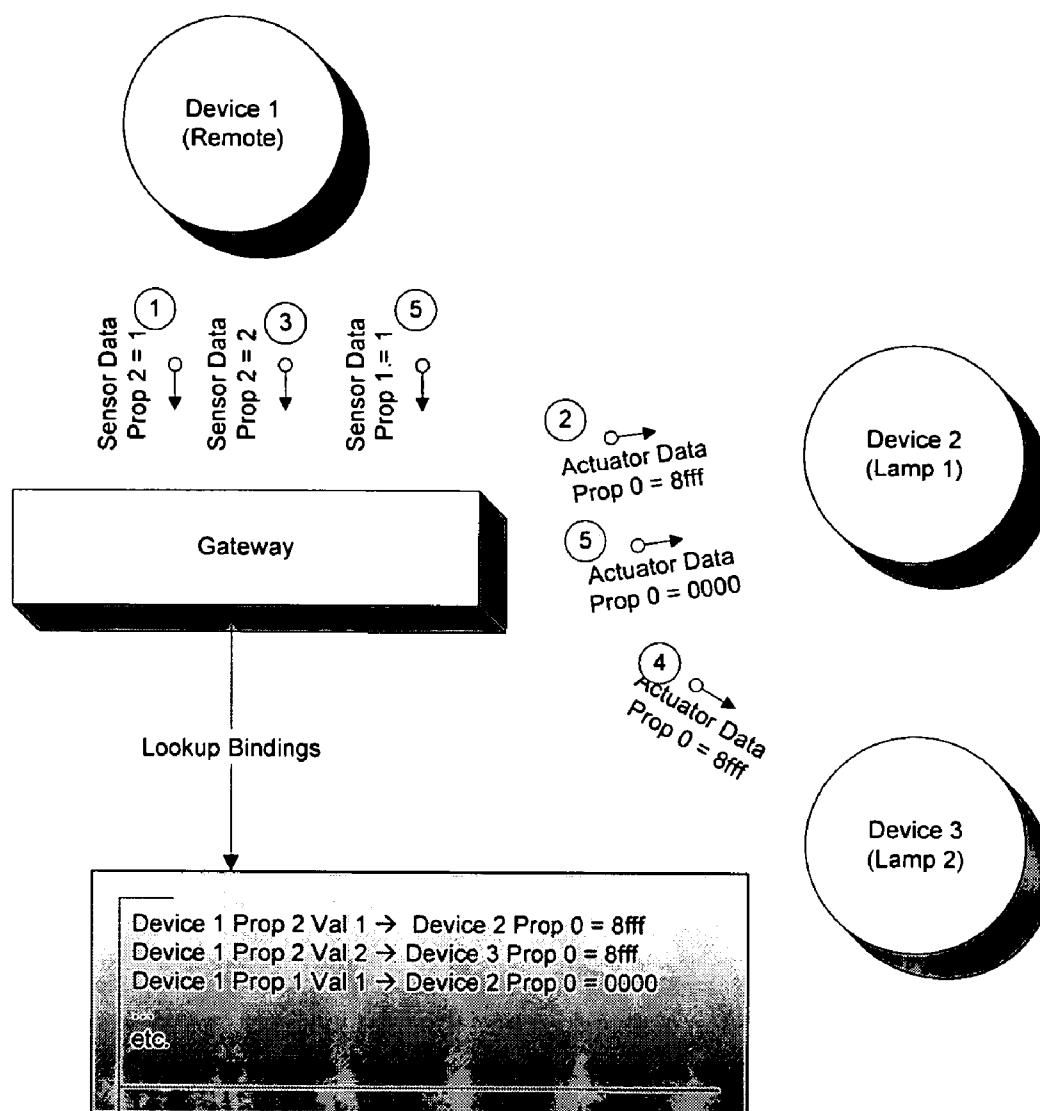 Device 1
(Remote)
1
Sensor Data
Prop 2 = 1
3
Sensor Data
Prop 2 = 2
5
Sensor Data
Prop 1.= 1
2
Actuator Data
Prop 0 = 8fff
Device 2
(Lamp 1)
Gateway
5
Actuator Data
Prop 0 = 0000
4
Actuator Data
Prop 0 = 8fff
Lookup Bindings
Device 3
(Lamp 2)
Device 1 Prop 2 Val 1 → Device 2 Prop 0 = 8fff
Device 1 Prop 2 Val 2 → Device 3 Prop 0 = 8fff
Device 1 Prop 1 Val 1 → Device 2 Prop 0 = 0000
...
etc.